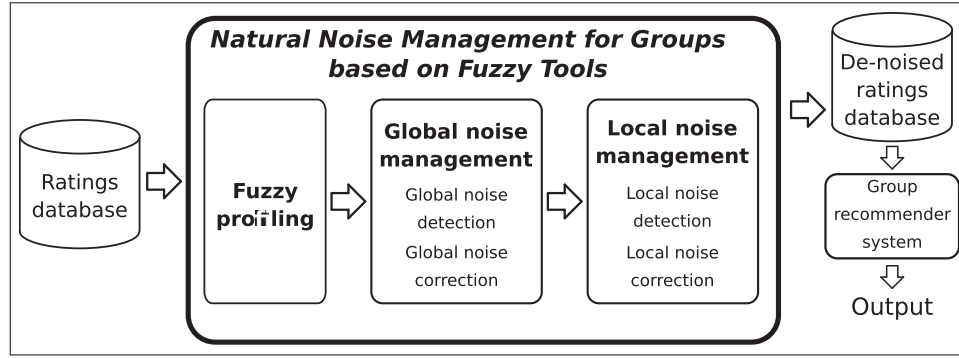 Natural Noise Management for Groups
based on Fuzzy Tools
Ratings
database
Fuzzy
profiling
Global noise
management
Global noise
detection
Global noise
correction
Local noise
management
Local noise
detection
Local noise
correction
De-noised
ratings
database
Group
recommender
system
Output